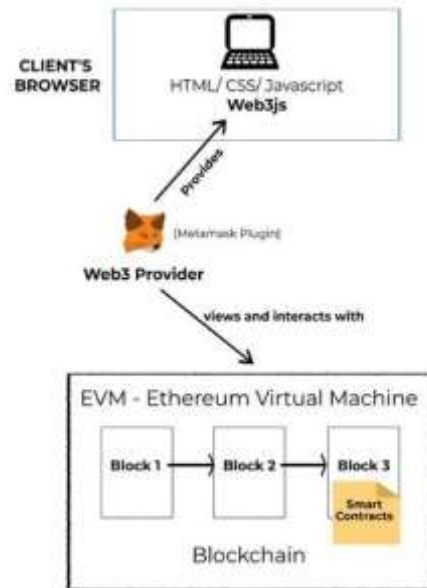 CLIENT'S
BROWSER
HTML/ CSS/ Javascript
Web3js
Provides
(Metamask Plugin)
Web3 Provider
views and interacts with
EVM - Ethereum Virtual Machine
Block 1
Block 2
Block 3
Smart
Contracts
Blockchain